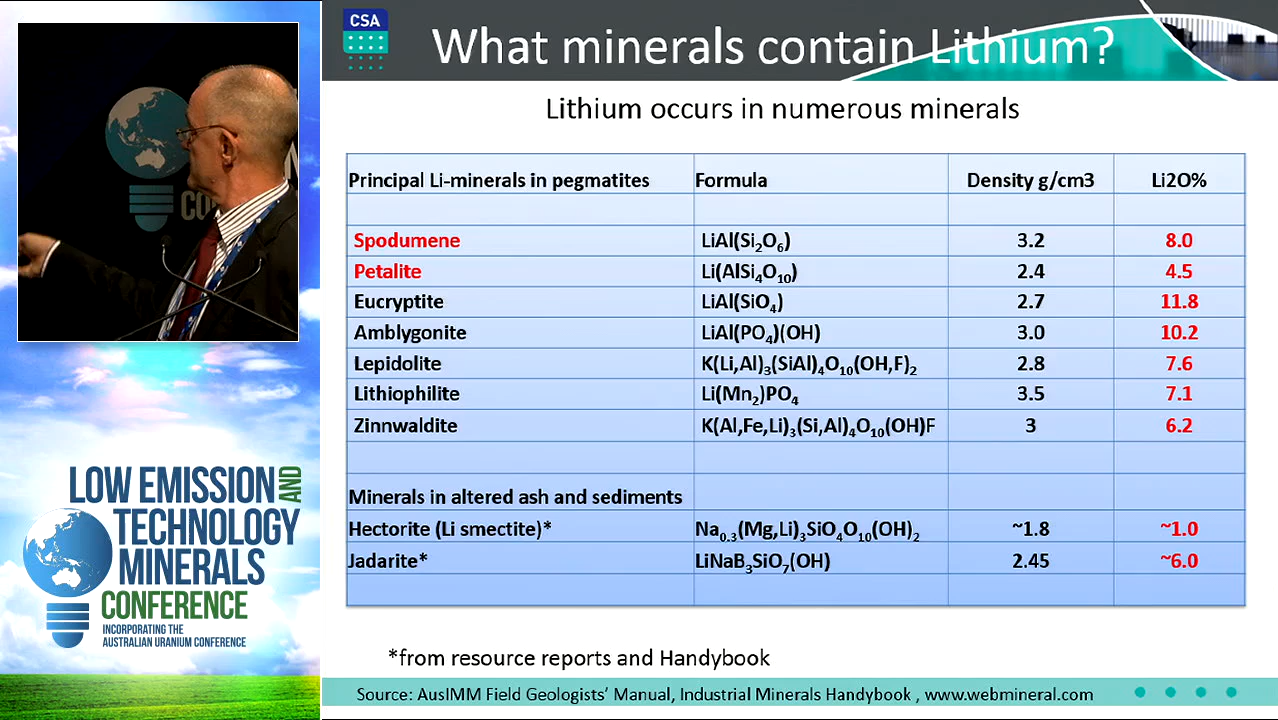 CSA
What minerals contain Lithium?
Lithium occurs in numerous minerals
Principal Li-minerals in pegmatites Formula Density g/cm3 Li2O%
Spodumene LiAl(Si₂O₆) 3.2 8.0
Petalite Li(AlSi₄O₁₀) 2.4 4.5
Eucryptite LiAl(SiO₄) 2.7 11.8
Amblygonite LiAl(PO₄)(OH) 3.0 10.2
Lepidolite K(Li,Al)₃(SiAl)₄O₁₀(OH,F)₂ 2.8 7.6
Lithiophilite Li(Mn₂)PO₄ 3.5 7.1
Zinnwaldite K(Al,Fe,Li)₃(Si,Al)₄O₁₀(OH)F 3 6.2
Minerals in altered ash and sediments
Hectorite (Li smectite)* Na₀.₃(Mg,Li)₃SiO₄O₁₀(OH)₂ ~1.8 ~1.0
Jadarite* LiNaB₃SiO₇(OH) 2.45 ~6.0
*from resource reports and Handybook
Source: AusIMM Field Geologists' Manual, Industrial Minerals Handybook , www.webmineral.com
LOW EMISSION AND
TECHNOLOGY
MINERALS
CONFERENCE
INCORPORATING THE
AUSTRALIAN URANIUM CONFERENCE